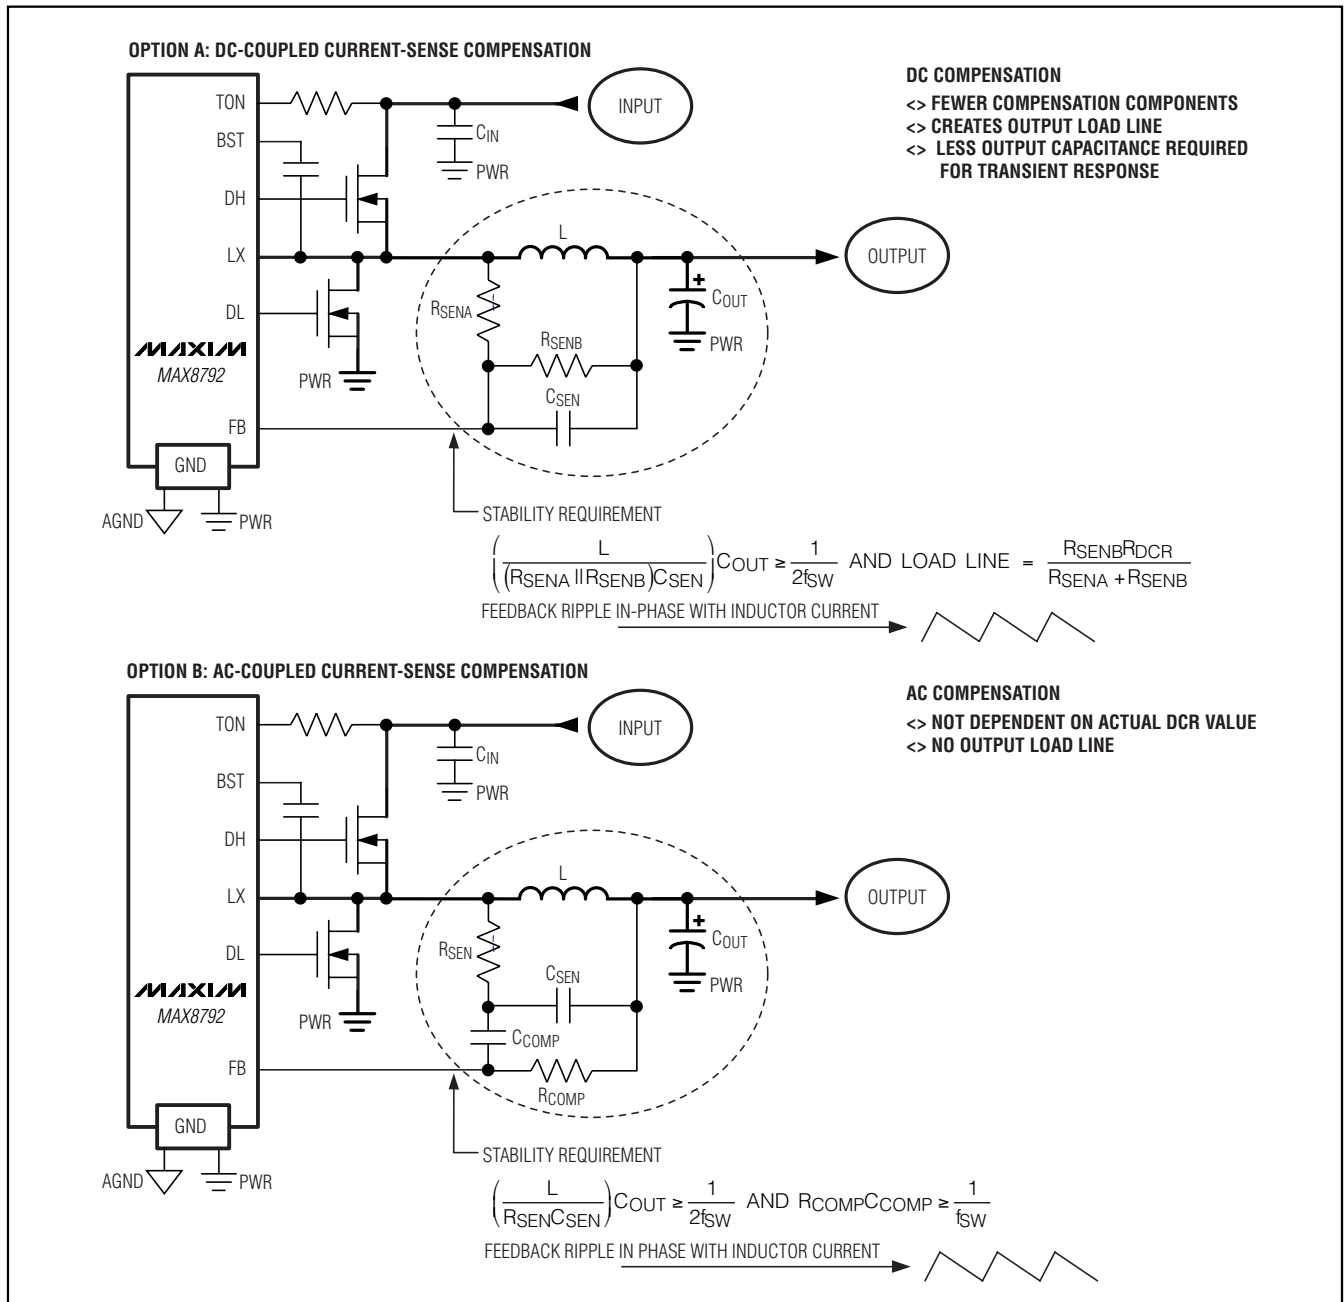 OPTION A: DC-COUPLED CURRENT-SENSE COMPENSATION
DC COMPENSATION
<> FEWER COMPENSATION COMPONENTS
<> CREATES OUTPUT LOAD LINE
<> LESS OUTPUT CAPACITANCE REQUIRED
FOR TRANSIENT RESPONSE
TON
INPUT
CIN
PWR
BST
DH
LX
L
OUTPUT
DL
RSENA
COUT
PWR
RSENB
MAXIM
MAX8792
PWR
CSEN
FB
GND
AGND
PWR
STABILITY REQUIREMENT
(L / ((RSENA || RSENB)CSEN)) COUT ≥ 1 / 2fSW AND LOAD LINE = RSENBRDCR / RSENA + RSENB
FEEDBACK RIPPLE IN-PHASE WITH INDUCTOR CURRENT
OPTION B: AC-COUPLED CURRENT-SENSE COMPENSATION
AC COMPENSATION
<> NOT DEPENDENT ON ACTUAL DCR VALUE
<> NO OUTPUT LOAD LINE
TON
INPUT
CIN
PWR
BST
DH
LX
L
OUTPUT
DL
RSEN
COUT
PWR
CSEN
MAXIM
MAX8792
PWR
CCOMP
FB
RCOMP
GND
AGND
PWR
STABILITY REQUIREMENT
(L / RSENCSEN) COUT ≥ 1 / 2fSW AND RCOMPCCOMP ≥ 1 / fSW
FEEDBACK RIPPLE IN PHASE WITH INDUCTOR CURRENT